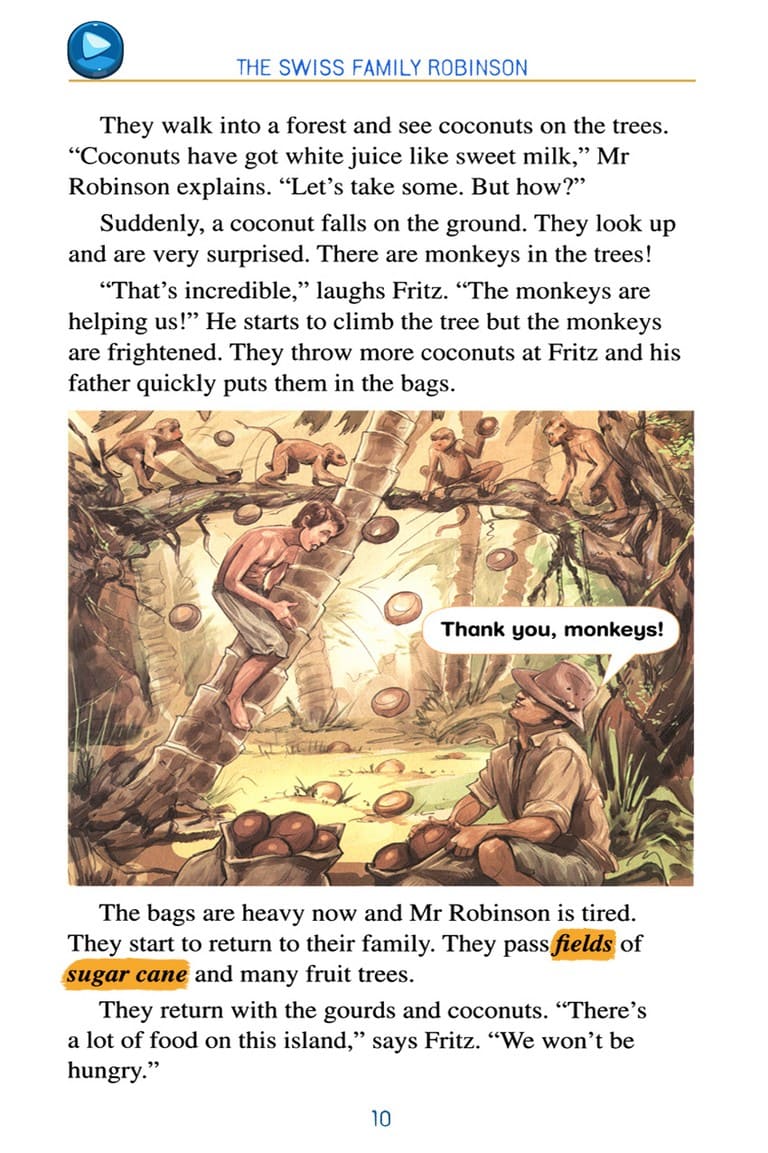 THE SWISS FAMILY ROBINSON
They walk into a forest and see coconuts on the trees.
“Coconuts have got white juice like sweet milk,” Mr
Robinson explains. “Let’s take some. But how?”
Suddenly, a coconut falls on the ground. They look up
and are very surprised. There are monkeys in the trees!
“That’s incredible,” laughs Fritz. “The monkeys are
helping us!” He starts to climb the tree but the monkeys
are frightened. They throw more coconuts at Fritz and his
father quickly puts them in the bags.
Thank you, monkeys!
The bags are heavy now and Mr Robinson is tired.
They start to return to their family. They pass fields of
sugar cane and many fruit trees.
They return with the gourds and coconuts. “There’s
a lot of food on this island,” says Fritz. “We won’t be
hungry.”
10